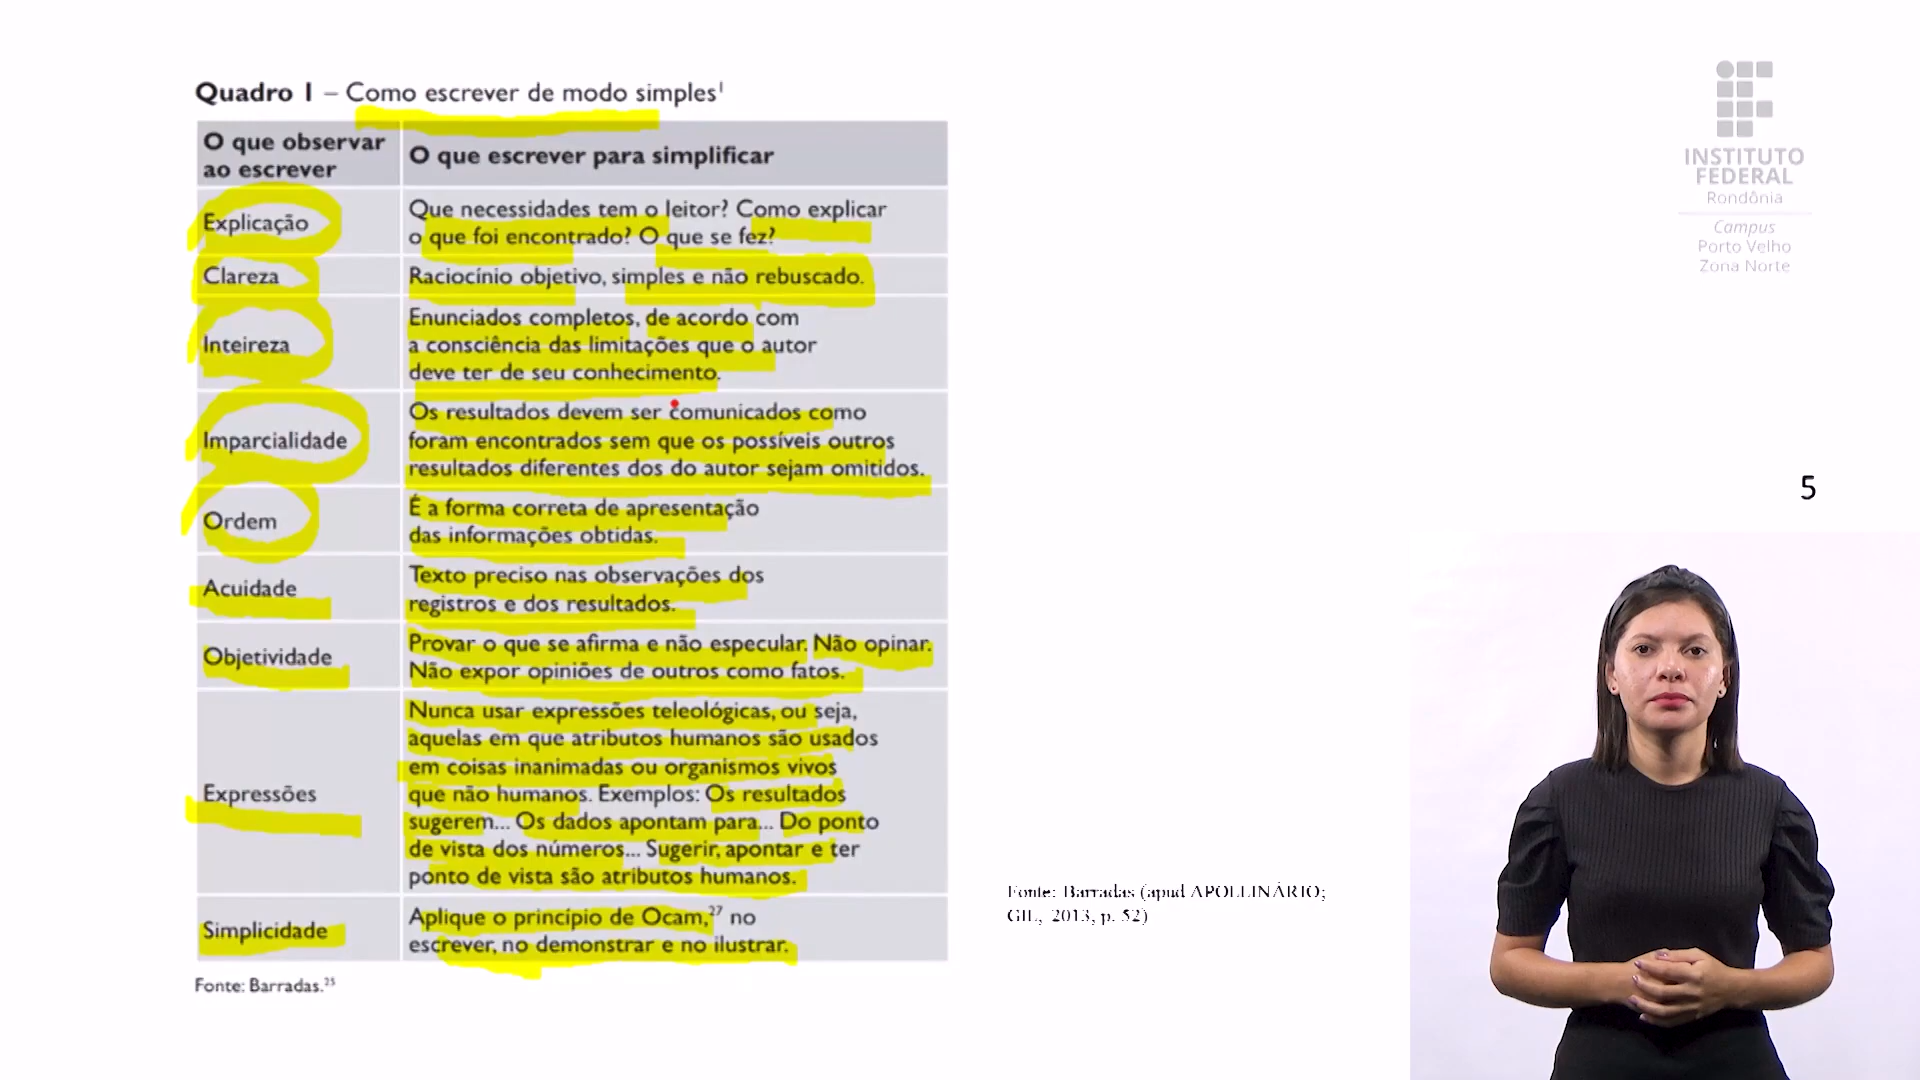 Quadro 1 – Como escrever de modo simples¹
O que observar
ao escrever
O que escrever para simplificar
Explicação
Que necessidades tem o leitor? Como explicar
o que foi encontrado? O que se fez?
Clareza
Raciocínio objetivo, simples e não rebuscado.
Inteireza
Enunciados completos, de acordo com
a consciência das limitações que o autor
deve ter de seu conhecimento.
Imparcialidade
Os resultados devem ser comunicados como
foram encontrados sem que os possíveis outros
resultados diferentes dos do autor sejam omitidos.
Ordem
É a forma correta de apresentação
das informações obtidas.
Acuidade
Texto preciso nas observações dos
registros e dos resultados.
Objetividade
Provar o que se afirma e não especular. Não opinar.
Não expor opiniões de outros como fatos.
Expressões
Nunca usar expressões teleológicas, ou seja,
aquelas em que atributos humanos são usados
em coisas inanimadas ou organismos vivos
que não humanos. Exemplos: Os resultados
sugerem... Os dados apontam para... Do ponto
de vista dos números... Sugerir, apontar e ter
ponto de vista são atributos humanos.
Simplicidade
Aplique o princípio de Ocam,²⁷ no
escrever, no demonstrar e no ilustrar.
Fonte: Barradas.²⁵
Fonte: Barradas (apud APOLLINÁRIO;
GIL, 2013, p. 52)
INSTITUTO
FEDERAL
Rondônia
Campus
Porto Velho
Zona Norte
5